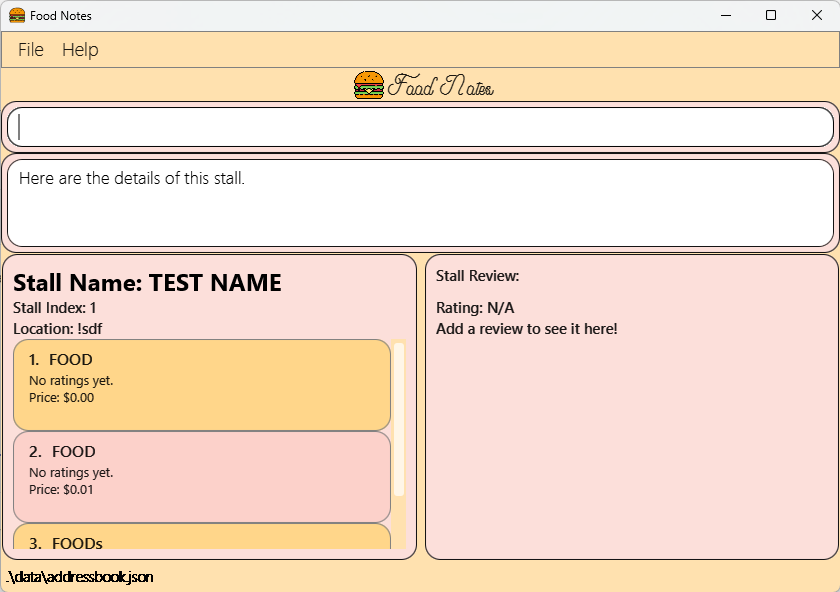 Food Notes
File Help
Food Notes
Here are the details of this stall.
Stall Name: TEST NAME
Stall Index: 1
Location: !sdf
1. FOOD
No ratings yet.
Price: $0.00
2. FOOD
No ratings yet.
Price: $0.01
3. FOODs
Stall Review:
Rating: N/A
Add a review to see it here!
.\data\addressbook.json